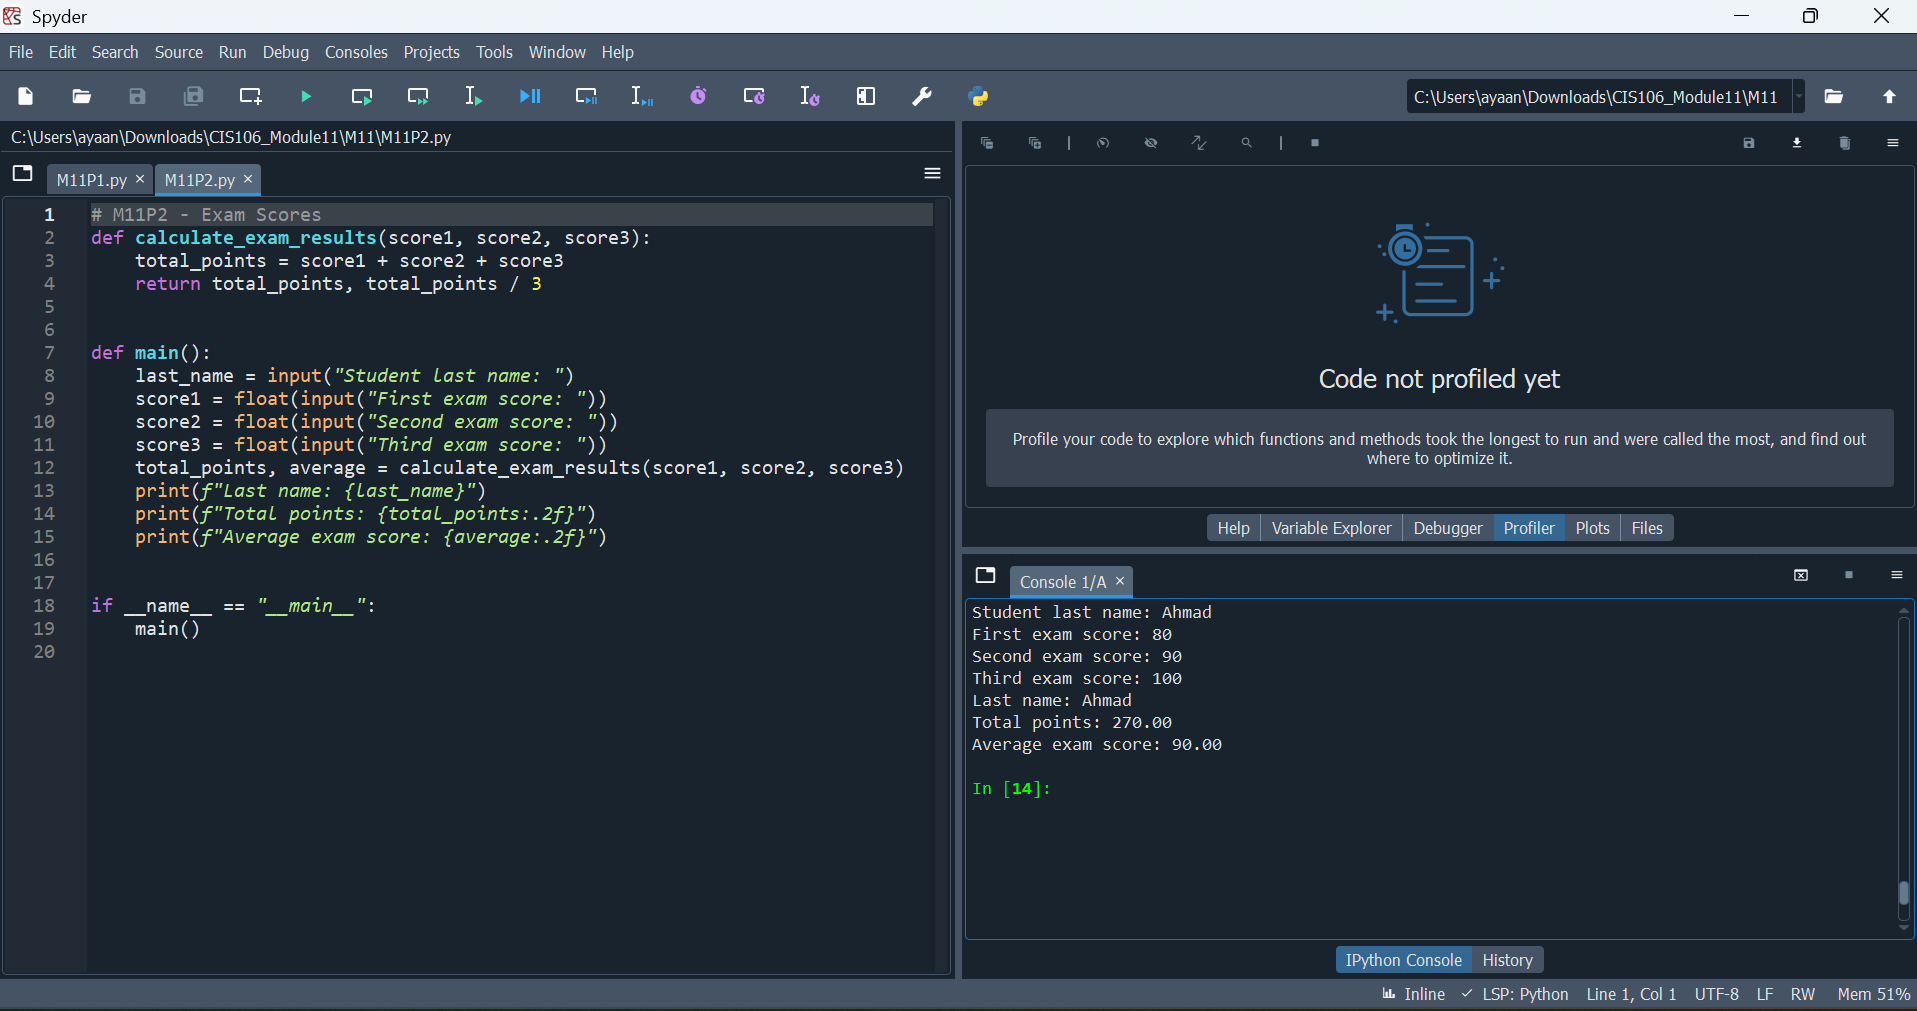 Spyder
File Edit Search Source Run Debug Consoles Projects Tools Window Help
C:\Users\ayaan\Downloads\CIS106_Module11\M11
C:\Users\ayaan\Downloads\CIS106_Module11\M11\M11P2.py
M11P1.py M11P2.py
1 # M11P2 - Exam Scores
2 def calculate_exam_results(score1, score2, score3):
3     total_points = score1 + score2 + score3
4     return total_points, total_points / 3
5
6
7 def main():
8     last_name = input("Student last name: ")
9     score1 = float(input("First exam score: "))
10     score2 = float(input("Second exam score: "))
11     score3 = float(input("Third exam score: "))
12     total_points, average = calculate_exam_results(score1, score2, score3)
13     print(f"Last name: {last_name}")
14     print(f"Total points: {total_points:.2f}")
15     print(f"Average exam score: {average:.2f}")
16
17
18 if __name__ == "__main__":
19     main()
20
Code not profiled yet
Profile your code to explore which functions and methods took the longest to run and were called the most, and find out
where to optimize it.
Help Variable Explorer Debugger Profiler Plots Files
Console 1/A
Student last name: Ahmad
First exam score: 80
Second exam score: 90
Third exam score: 100
Last name: Ahmad
Total points: 270.00
Average exam score: 90.00
In [14]:
IPython Console History
Inline LSP: Python Line 1, Col 1 UTF-8 LF RW Mem 51%